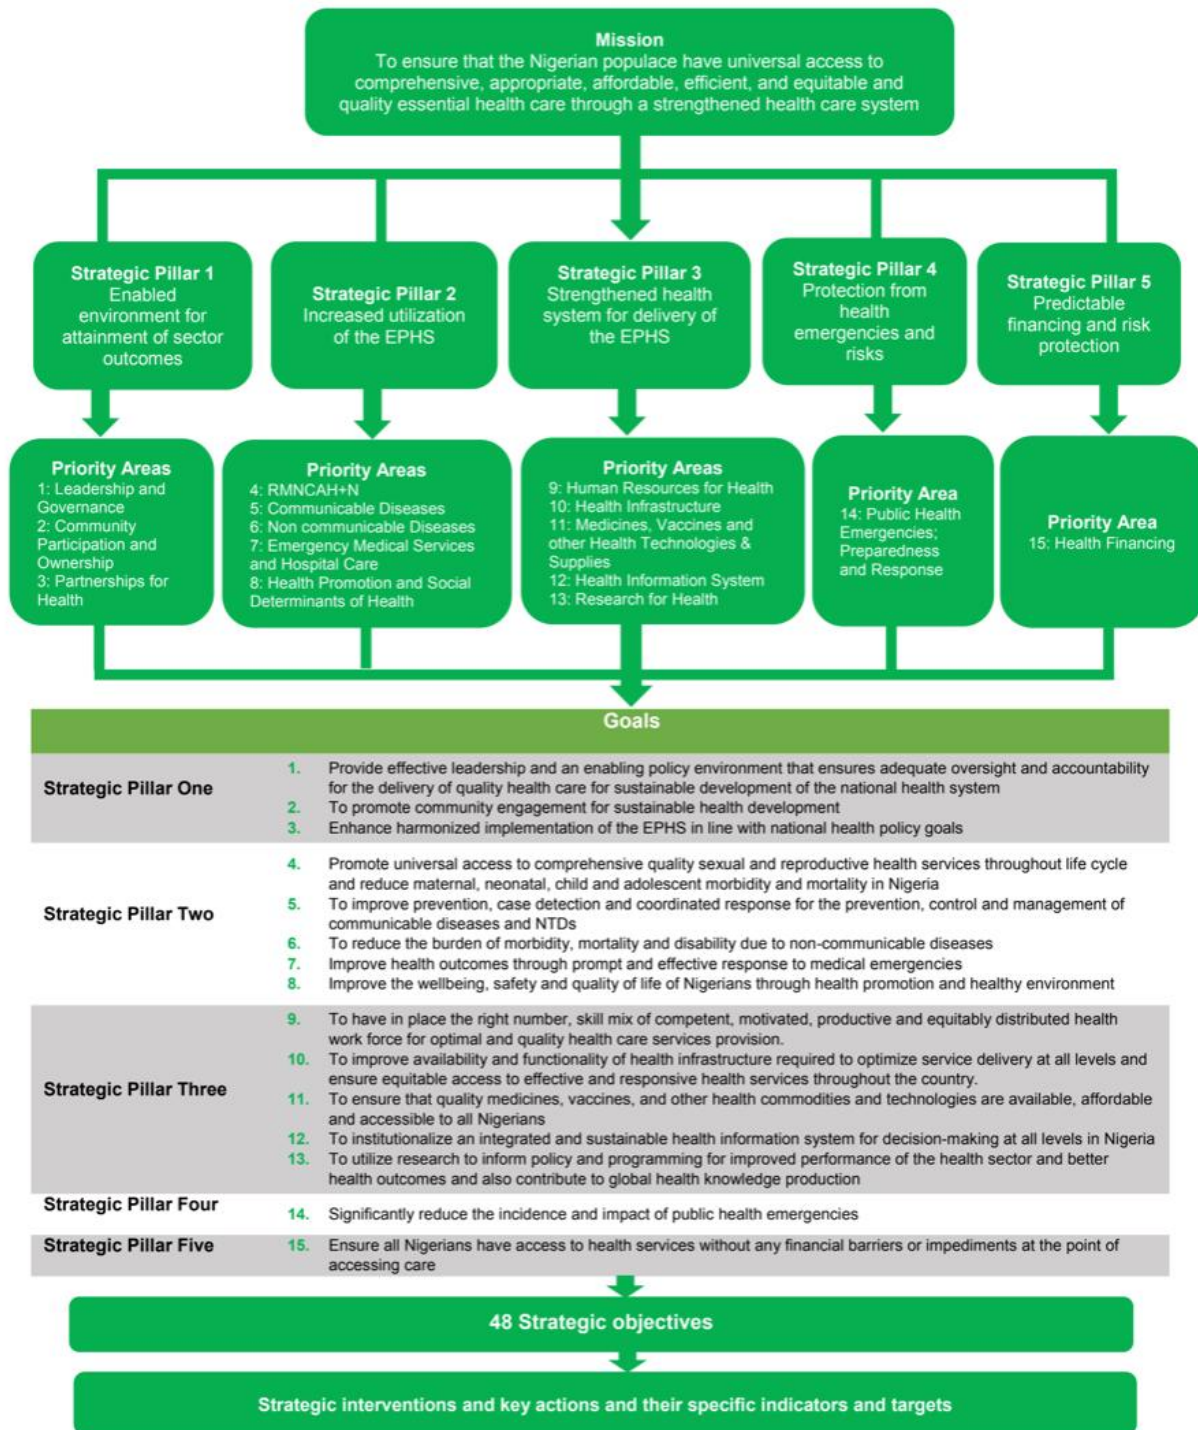 Mission
To ensure that the Nigerian populace have universal access to
comprehensive, appropriate, affordable, efficient, and equitable and
quality essential health care through a strengthened health care system
Strategic Pillar 1
Enabled
environment for
attainment of sector
outcomes
Strategic Pillar 2
Increased utilization
of the EPHS
Strategic Pillar 3
Strengthened health
system for delivery of
the EPHS
Strategic Pillar 4
Protection from
health
emergencies and
risks
Strategic Pillar 5
Predictable
financing and risk
protection
Priority Areas
1: Leadership and
Governance
2: Community
Participation and
Ownership
3: Partnerships for
Health
Priority Areas
4: RMNCAH+N
5: Communicable Diseases
6: Non communicable Diseases
7: Emergency Medical Services
and Hospital Care
8: Health Promotion and Social
Determinants of Health
Priority Areas
9: Human Resources for Health
10: Health Infrastructure
11: Medicines, Vaccines and
other Health Technologies &
Supplies
12: Health Information System
13: Research for Health
Priority Area
14: Public Health
Emergencies;
Preparedness
and Response
Priority Area
15: Health Financing
Goals
Strategic Pillar One
1. Provide effective leadership and an enabling policy environment that ensures adequate oversight and accountability
for the delivery of quality health care for sustainable development of the national health system
2. To promote community engagement for sustainable health development
3. Enhance harmonized implementation of the EPHS in line with national health policy goals
Strategic Pillar Two
4. Promote universal access to comprehensive quality sexual and reproductive health services throughout life cycle
and reduce maternal, neonatal, child and adolescent morbidity and mortality in Nigeria
5. To improve prevention, case detection and coordinated response for the prevention, control and management of
communicable diseases and NTDs
6. To reduce the burden of morbidity, mortality and disability due to non-communicable diseases
7. Improve health outcomes through prompt and effective response to medical emergencies
8. Improve the wellbeing, safety and quality of life of Nigerians through health promotion and healthy environment
Strategic Pillar Three
9. To have in place the right number, skill mix of competent, motivated, productive and equitably distributed health
work force for optimal and quality health care services provision.
10. To improve availability and functionality of health infrastructure required to optimize service delivery at all levels and
ensure equitable access to effective and responsive health services throughout the country.
11. To ensure that quality medicines, vaccines, and other health commodities and technologies are available, affordable
and accessible to all Nigerians
12. To institutionalize an integrated and sustainable health information system for decision-making at all levels in Nigeria
13. To utilize research to inform policy and programming for improved performance of the health sector and better
health outcomes and also contribute to global health knowledge production
Strategic Pillar Four
14. Significantly reduce the incidence and impact of public health emergencies
Strategic Pillar Five
15. Ensure all Nigerians have access to health services without any financial barriers or impediments at the point of
accessing care
48 Strategic objectives
Strategic interventions and key actions and their specific indicators and targets